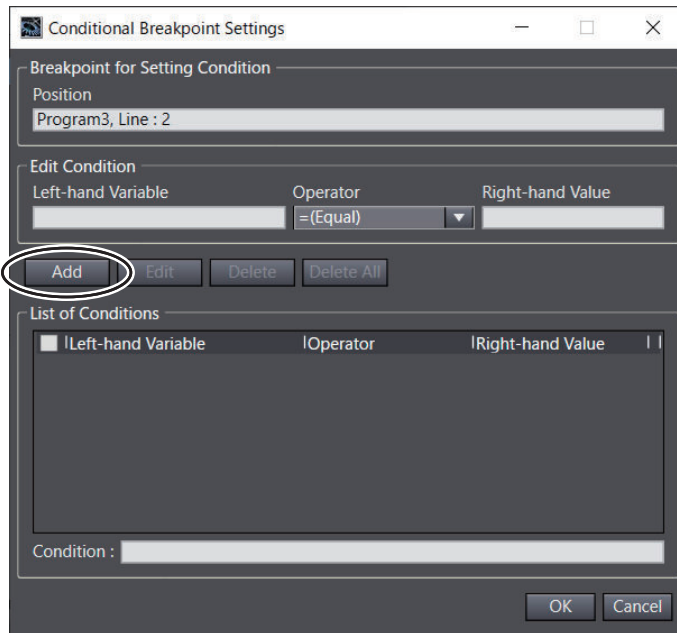 Conditional Breakpoint Settings
Breakpoint for Setting Condition
Position
Program3, Line : 2
Edit Condition
Left-hand Variable Operator Right-hand Value
=(Equal)
Add Edit Delete Delete All
List of Conditions
Left-hand Variable Operator Right-hand Value
Condition :
OK Cancel